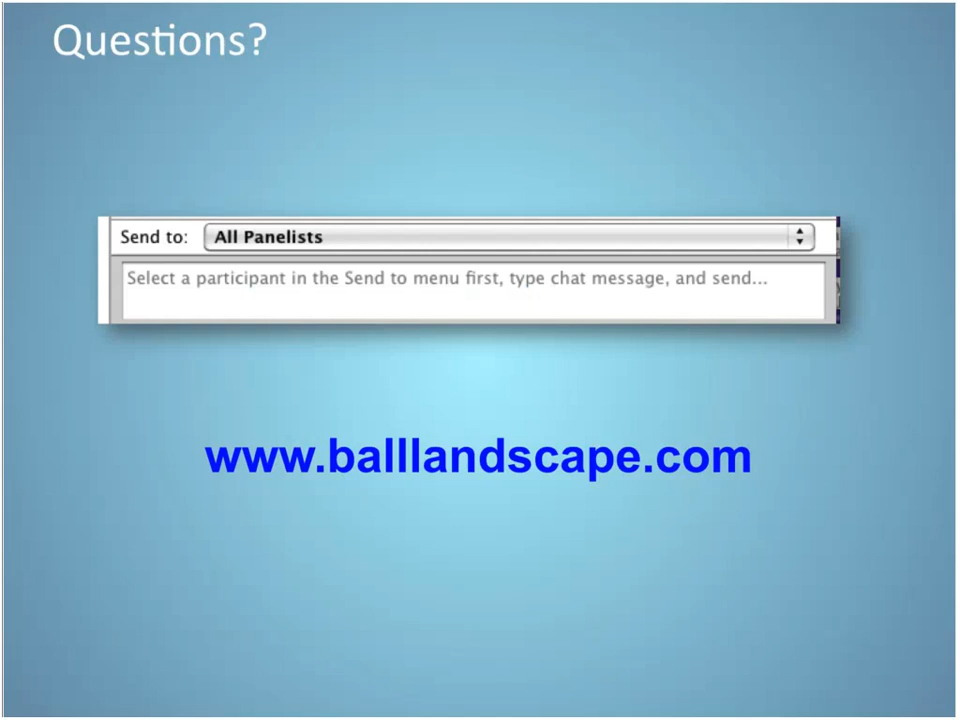 Questions?
Send to: All Panelists
Select a participant in the Send to menu first, type chat message, and send...
www.balllandscape.com